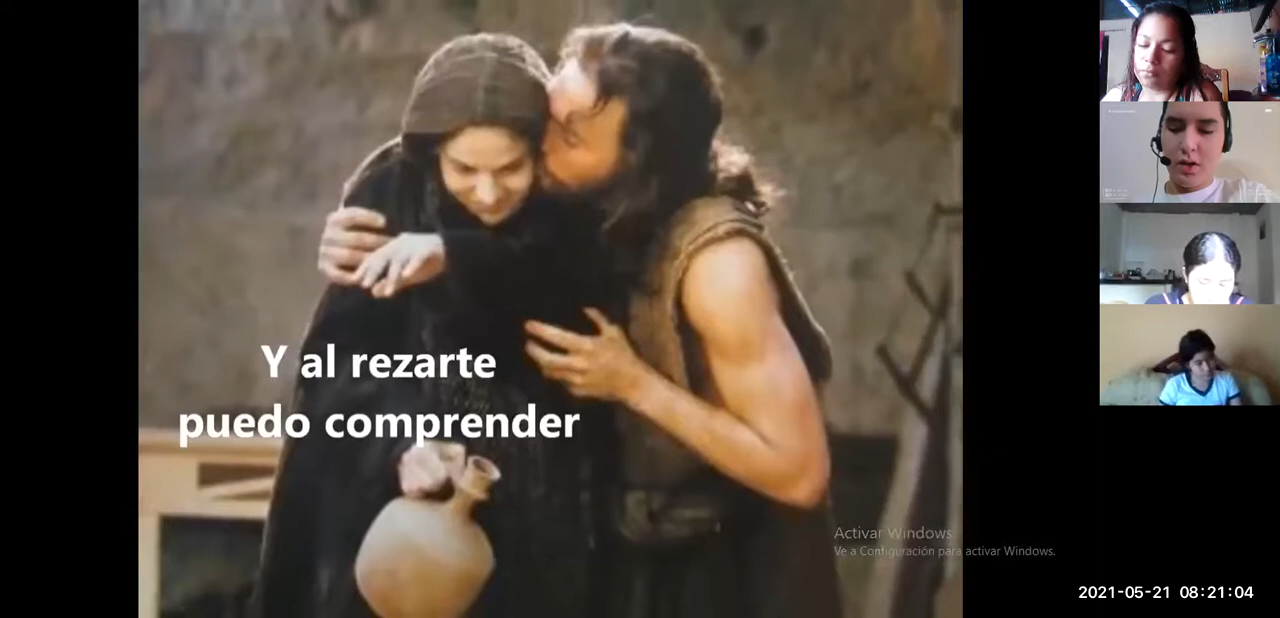 Y al rezarte
puedo comprender
Activar Windows
Ve a Configuración para activar Windows.
2021-05-21 08:21:04